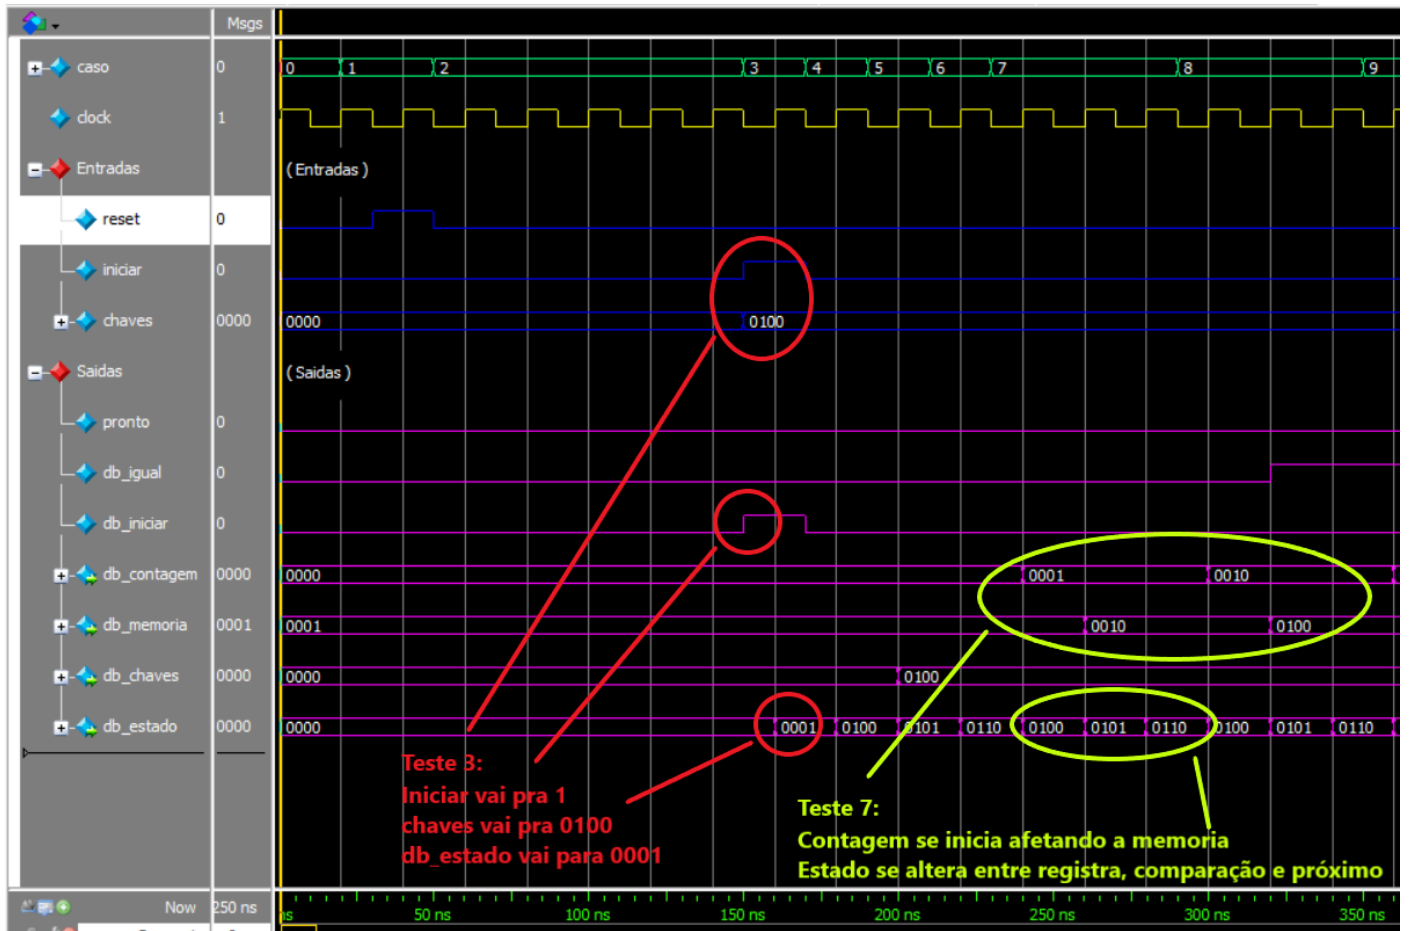 Msgs
caso 0 0 1 2 3 4 5 6 7 8 9
clock 1
Entradas (Entradas)
reset 0
iniciar 0
chaves 0000 0000 0100
Saidas (Saidas)
pronto 0
db_igual 0
db_iniciar 0
db_contagem 0000 0000 0001 0010
db_memoria 0001 0001 0010 0100
db_chaves 0000 0000 0100
db_estado 0000 0000 0001 0100 0101 0110 0100 0101 0110 0100 0101 0110
Teste 3:
Iniciar vai pra 1
chaves vai pra 0100
db_estado vai para 0001
Teste 7:
Contagem se inicia afetando a memoria
Estado se altera entre registra, comparação e próximo
Now 250 ns ns 50 ns 100 ns 150 ns 200 ns 250 ns 300 ns 350 ns